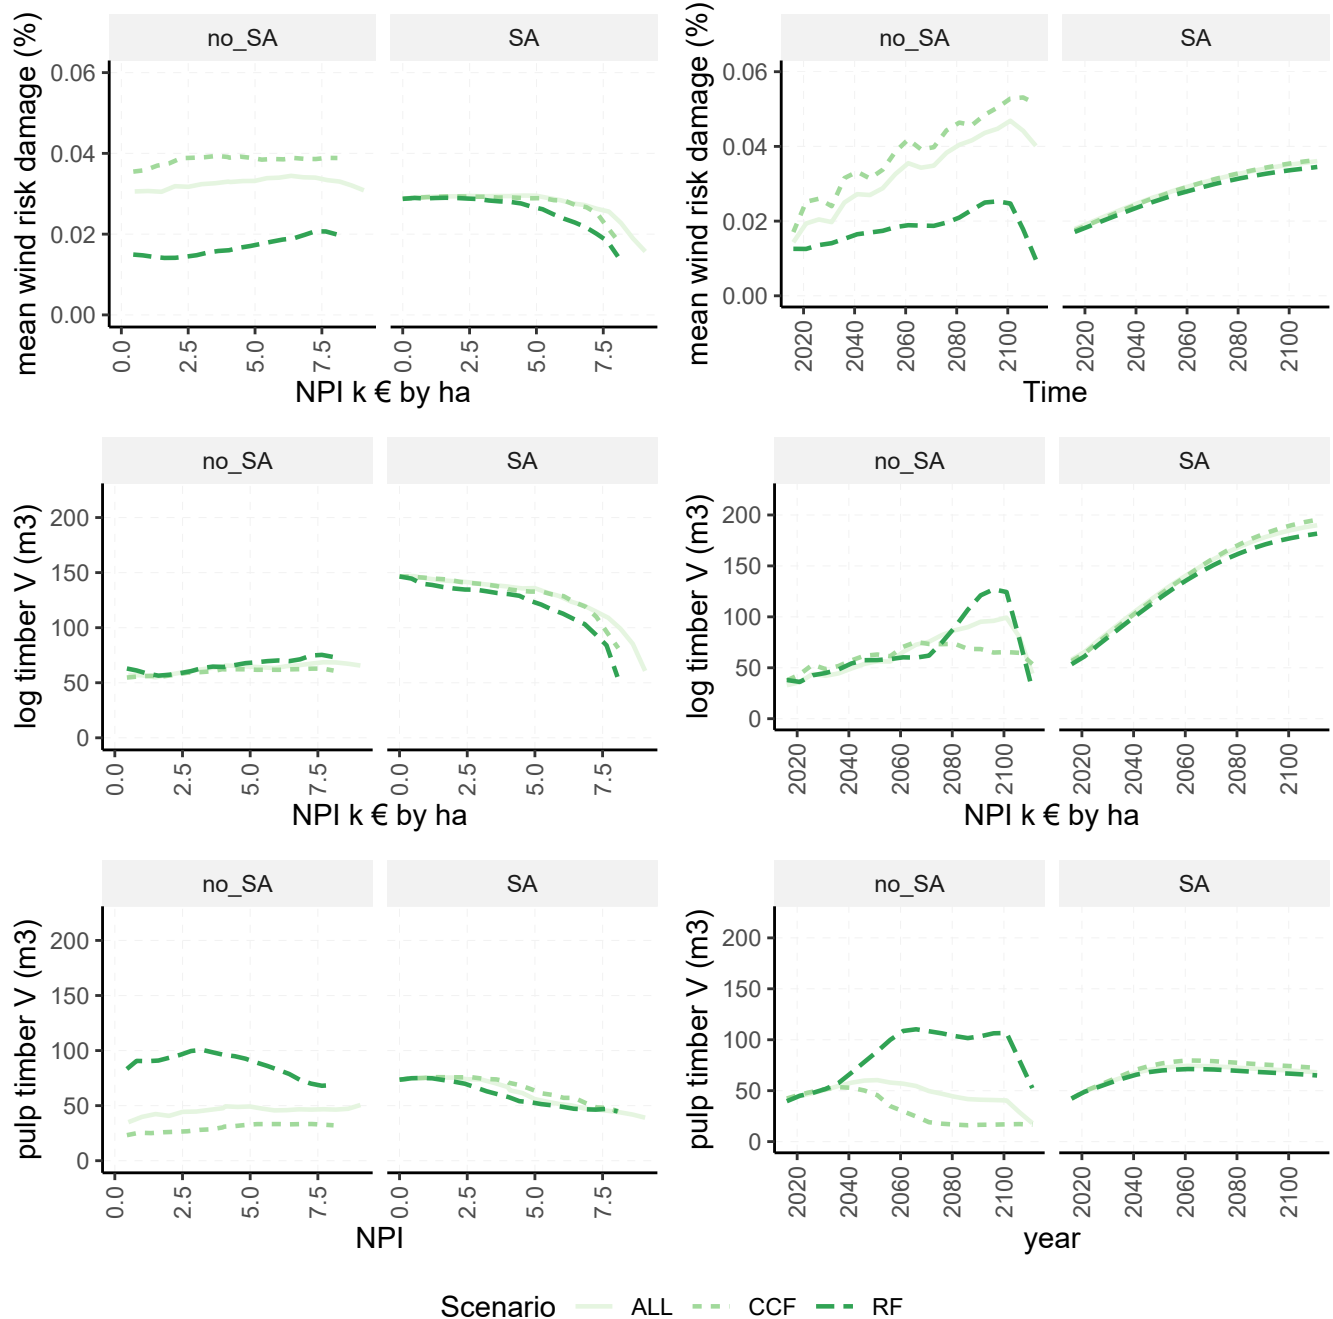 mean wind risk damage (%)
no_SA SA
0.06
0.04
0.02
0.00
0.0 2.5 5.0 7.5 0.0 2.5 5.0 7.5
NPI k € by ha
mean wind risk damage (%)
no_SA SA
0.06
0.04
0.02
0.00
2020 2040 2060 2080 2100 2020 2040 2060 2080 2100
Time
log timber V (m3)
no_SA SA
200
150
100
50
0
0.0 2.5 5.0 7.5 0.0 2.5 5.0 7.5
NPI k € by ha
log timber V (m3)
no_SA SA
200
150
100
50
0
2020 2040 2060 2080 2100 2020 2040 2060 2080 2100
NPI k € by ha
pulp timber V (m3)
no_SA SA
200
150
100
50
0
0.0 2.5 5.0 7.5 0.0 2.5 5.0 7.5
NPI
pulp timber V (m3)
no_SA SA
200
150
100
50
0
2020 2040 2060 2080 2100 2020 2040 2060 2080 2100
year
Scenario ALL CCF RF